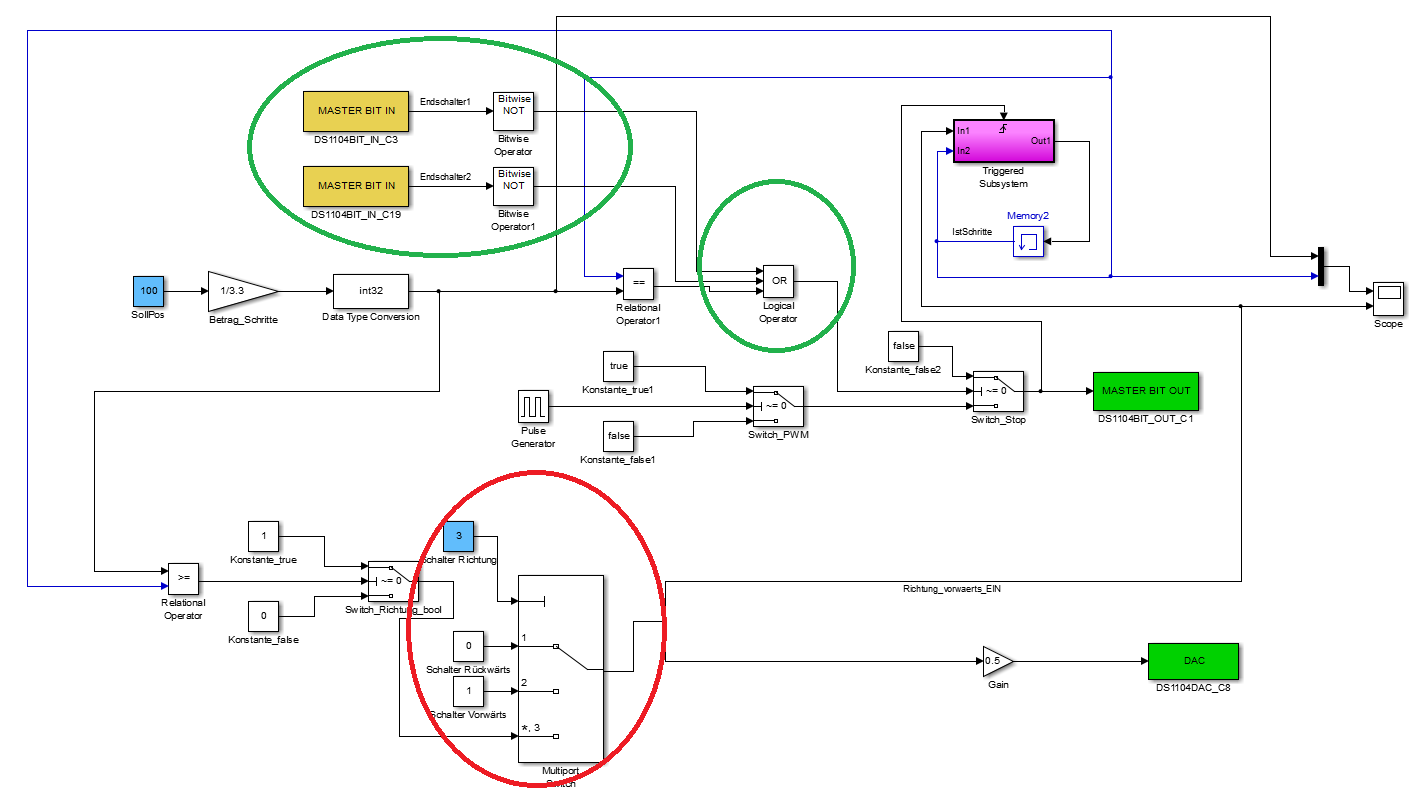 MASTER BIT IN
DS1104BIT_IN_C3
Endschalter1
Bitwise
NOT
Bitwise
Operator
MASTER BIT IN
DS1104BIT_IN_C19
Endschalter2
Bitwise
NOT
Bitwise
Operator1
In1
In2
Out1
Triggered
Subsystem
Memory2
IstSchritte
100
SollPos
1/3.3
Betrag_Schritte
int32
Data Type Conversion
==
Relational
Operator1
OR
Logical
Operator
Scope
true
Konstante_true1
Pulse
Generator
false
Konstante_false1
~= 0
Switch_PWM
false
Konstante_false2
~= 0
Switch_Stop
MASTER BIT OUT
DS1104BIT_OUT_C1
1
Konstante_true
>=
Relational
Operator
0
Konstante_false
~= 0
Switch_Richtung_bool
3
Schalter Richtung
0
Schalter Rückwärts
1
Schalter Vorwärts
1
2
*, 3
Multiport
Switch
Richtung_vorwaerts_EIN
0.5
Gain
DAC
DS1104DAC_C8